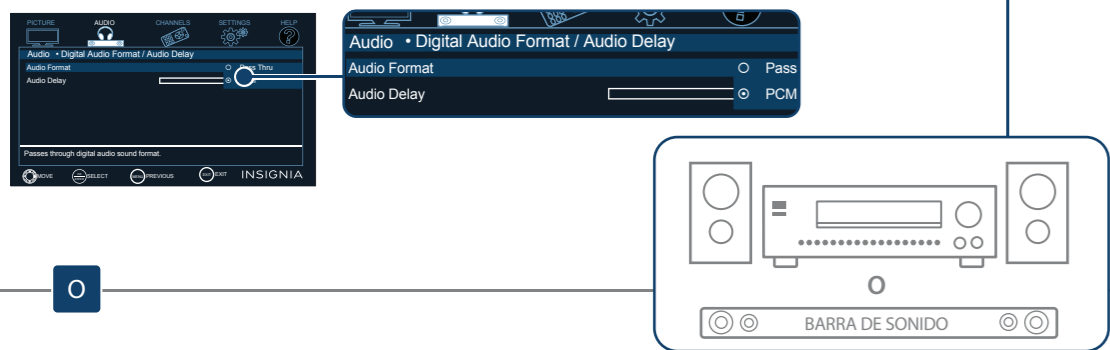 PICTURE AUDIO CHANNELS SETTINGS HELP
Audio • Digital Audio Format / Audio Delay
Audio Format Pass Thru
Audio Delay
Passes through digital audio sound format.
MOVE SELECT MENU PREVIOUS EXIT EXIT INSIGNIA
Audio • Digital Audio Format / Audio Delay
Audio Format Pass
Audio Delay PCM
O
O
BARRA DE SONIDO